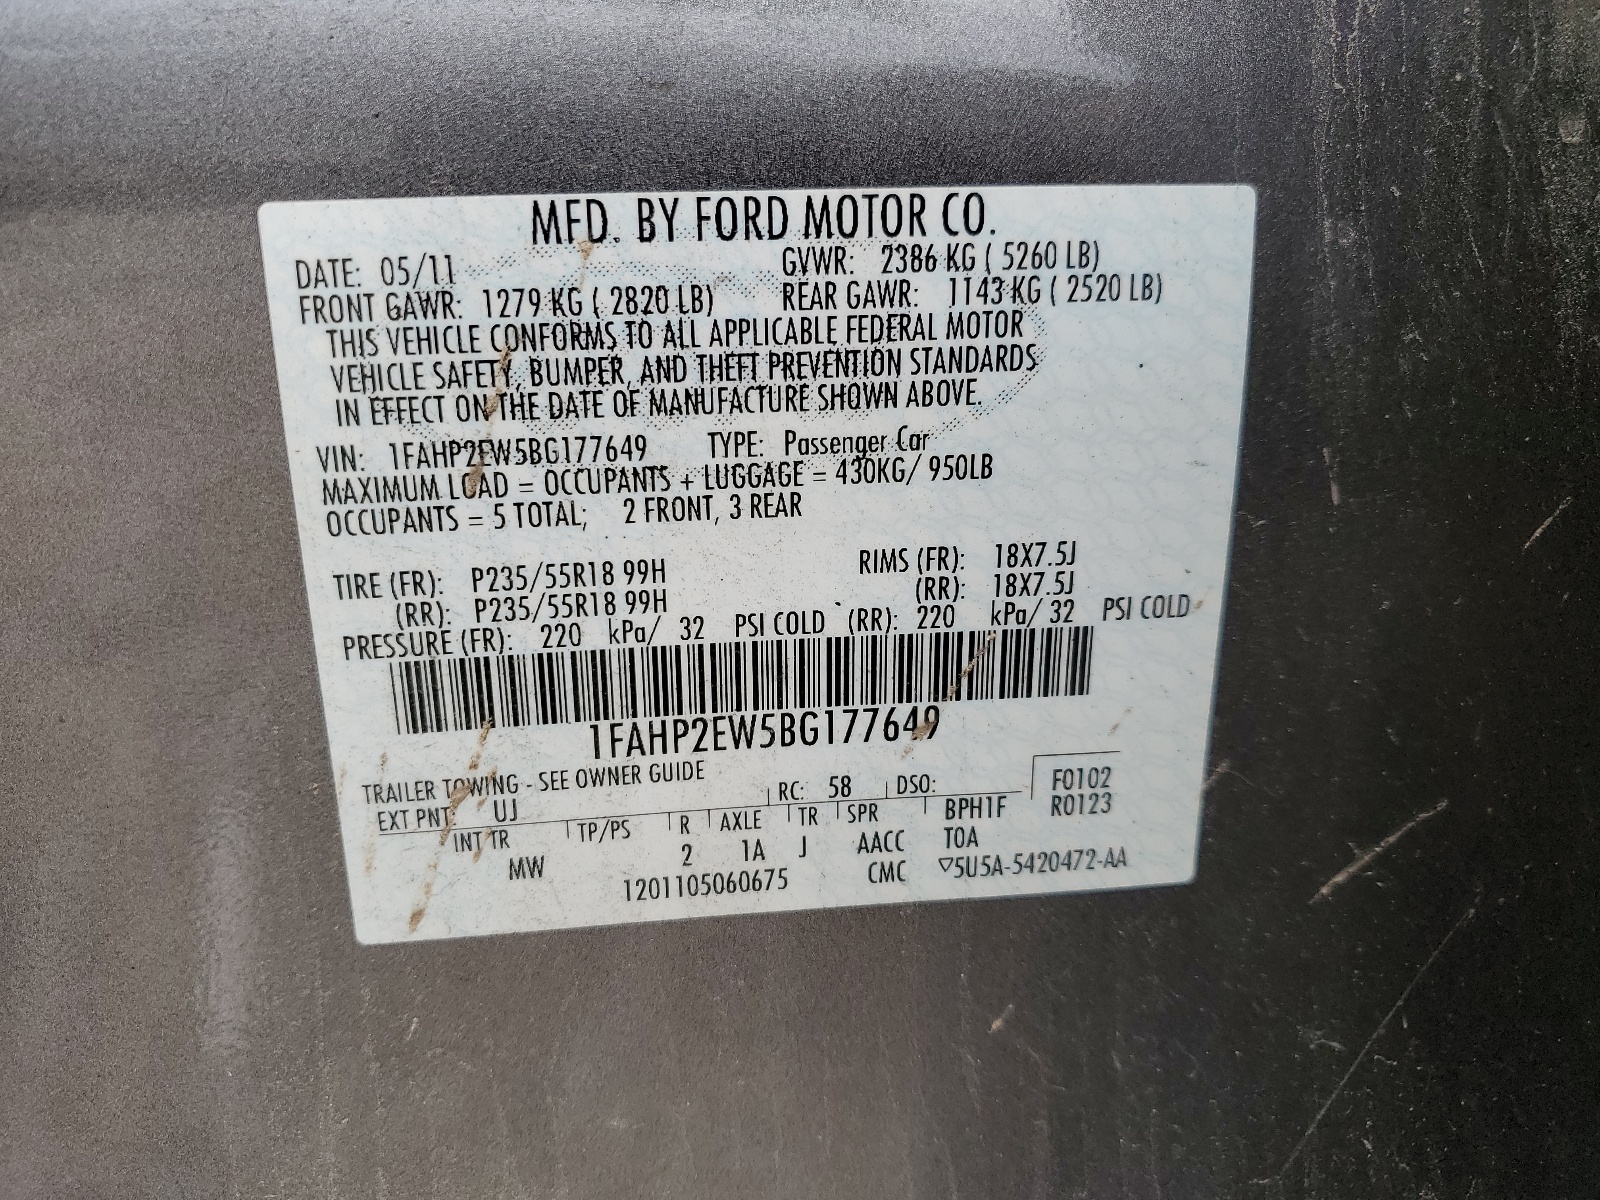 MFD. BY FORD MOTOR CO.
DATE: 05/11 GVWR: 2386 KG ( 5260 LB)
FRONT GAWR: 1279 KG ( 2820 LB) REAR GAWR: 1143 KG ( 2520 LB)
THIS VEHICLE CONFORMS TO ALL APPLICABLE FEDERAL MOTOR
VEHICLE SAFETY, BUMPER, AND THEFT PREVENTION STANDARDS
IN EFFECT ON THE DATE OF MANUFACTURE SHOWN ABOVE.
VIN: 1FAHP2EW5BG177649 TYPE: Passenger Car
MAXIMUM LOAD = OCCUPANTS + LUGGAGE = 430KG/ 950LB
OCCUPANTS = 5 TOTAL; 2 FRONT, 3 REAR
TIRE (FR): P235/55R18 99H RIMS (FR): 18X7.5J
(RR): P235/55R18 99H (RR): 18X7.5J
PRESSURE (FR): 220 kPa/ 32 PSI COLD (RR): 220 kPa/ 32 PSI COLD
1FAHP2EW5BG177649
TRAILER TOWING - SEE OWNER GUIDE
EXT PNT: UJ RC: 58 DSO: F0102
INT TR TP/PS R AXLE TR SPR BPH1F R0123
MW 2 1A J AACC TOA
1201105060675 CMC ▽5U5A-5420472-AA